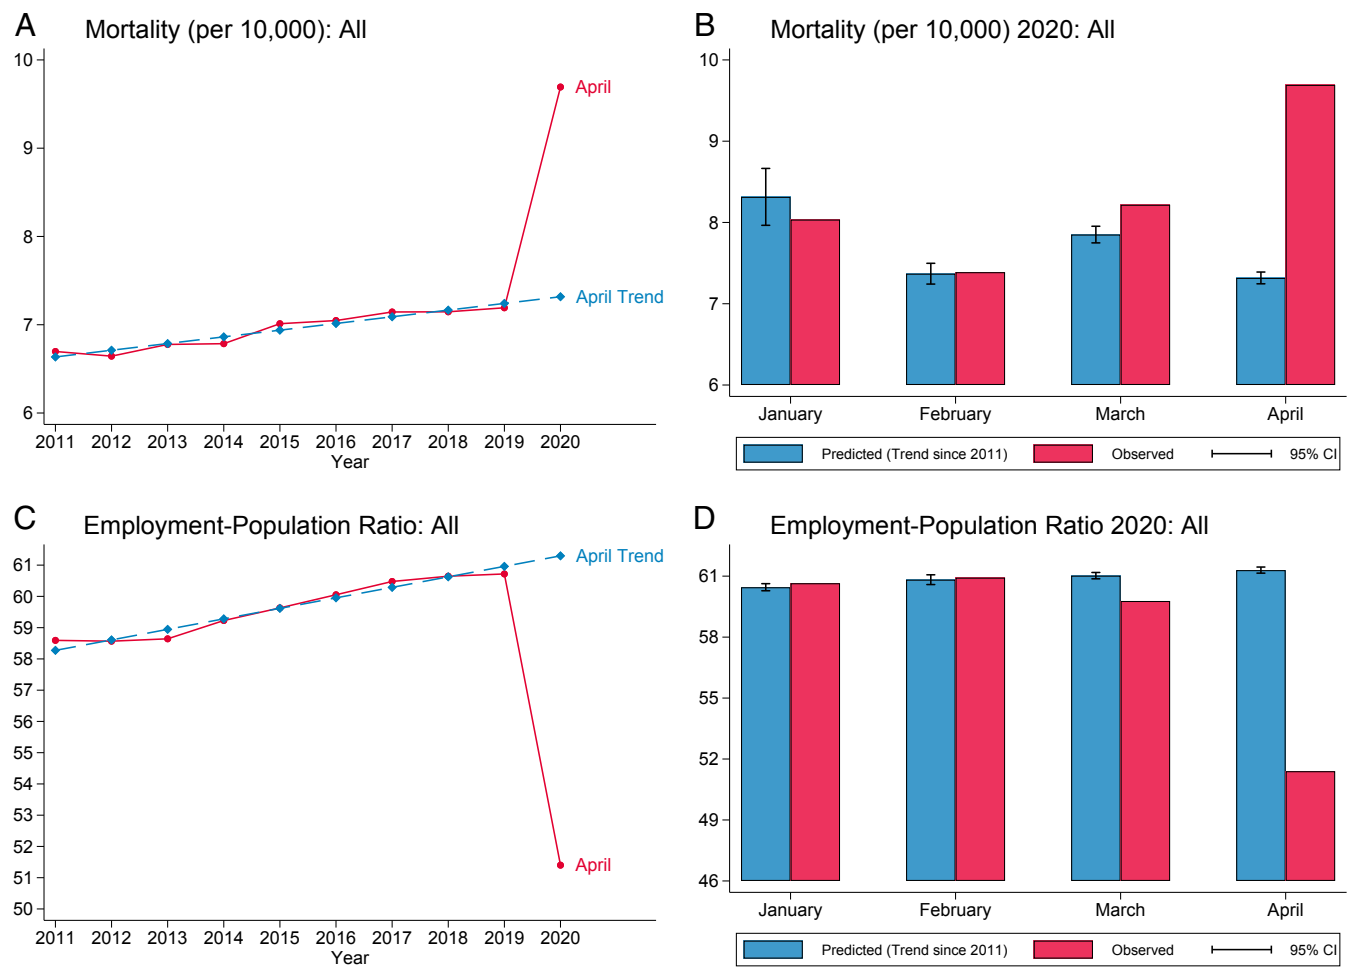 A
Mortality (per 10,000): All
10
9
8
7
6
April
April Trend
2011 2012 2013 2014 2015 2016 2017 2018 2019 2020
Year
B
Mortality (per 10,000) 2020: All
10
9
8
7
6
January February March April
Predicted (Trend since 2011) Observed 95% CI
C
Employment-Population Ratio: All
61
60
59
58
57
56
55
54
53
52
51
50
April Trend
April
2011 2012 2013 2014 2015 2016 2017 2018 2019 2020
Year
D
Employment-Population Ratio 2020: All
61
58
55
52
49
46
January February March April
Predicted (Trend since 2011) Observed 95% CI